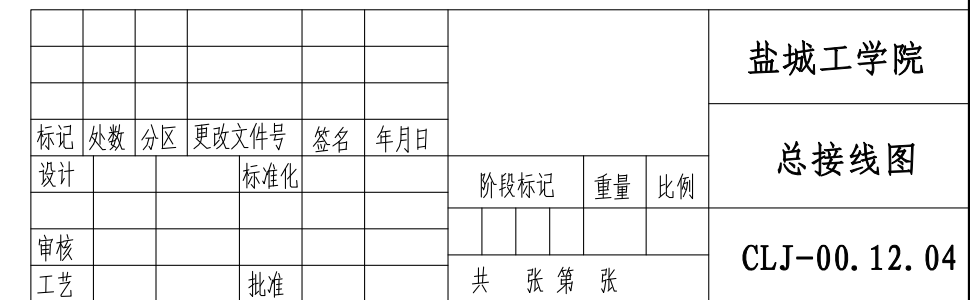 盐城工学院
标记 处数 分区 更改文件号 签名 年月日
总接线图
设计 标准化
阶段标记 重量 比例
审核
CLJ-00.12.04
工艺 批准
共 张 第 张